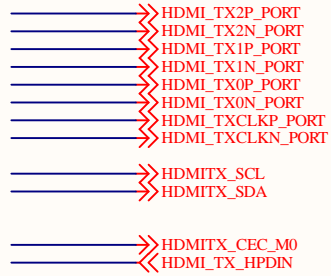 HDMI_TX2P_PORT
HDMI_TX2N_PORT
HDMI_TX1P_PORT
HDMI_TX1N_PORT
HDMI_TX0P_PORT
HDMI_TX0N_PORT
HDMI_TXCLKP_PORT
HDMI_TXCLKN_PORT
HDMITX_SCL
HDMITX_SDA
HDMITX_CEC_M0
HDMI_TX_HPDIN